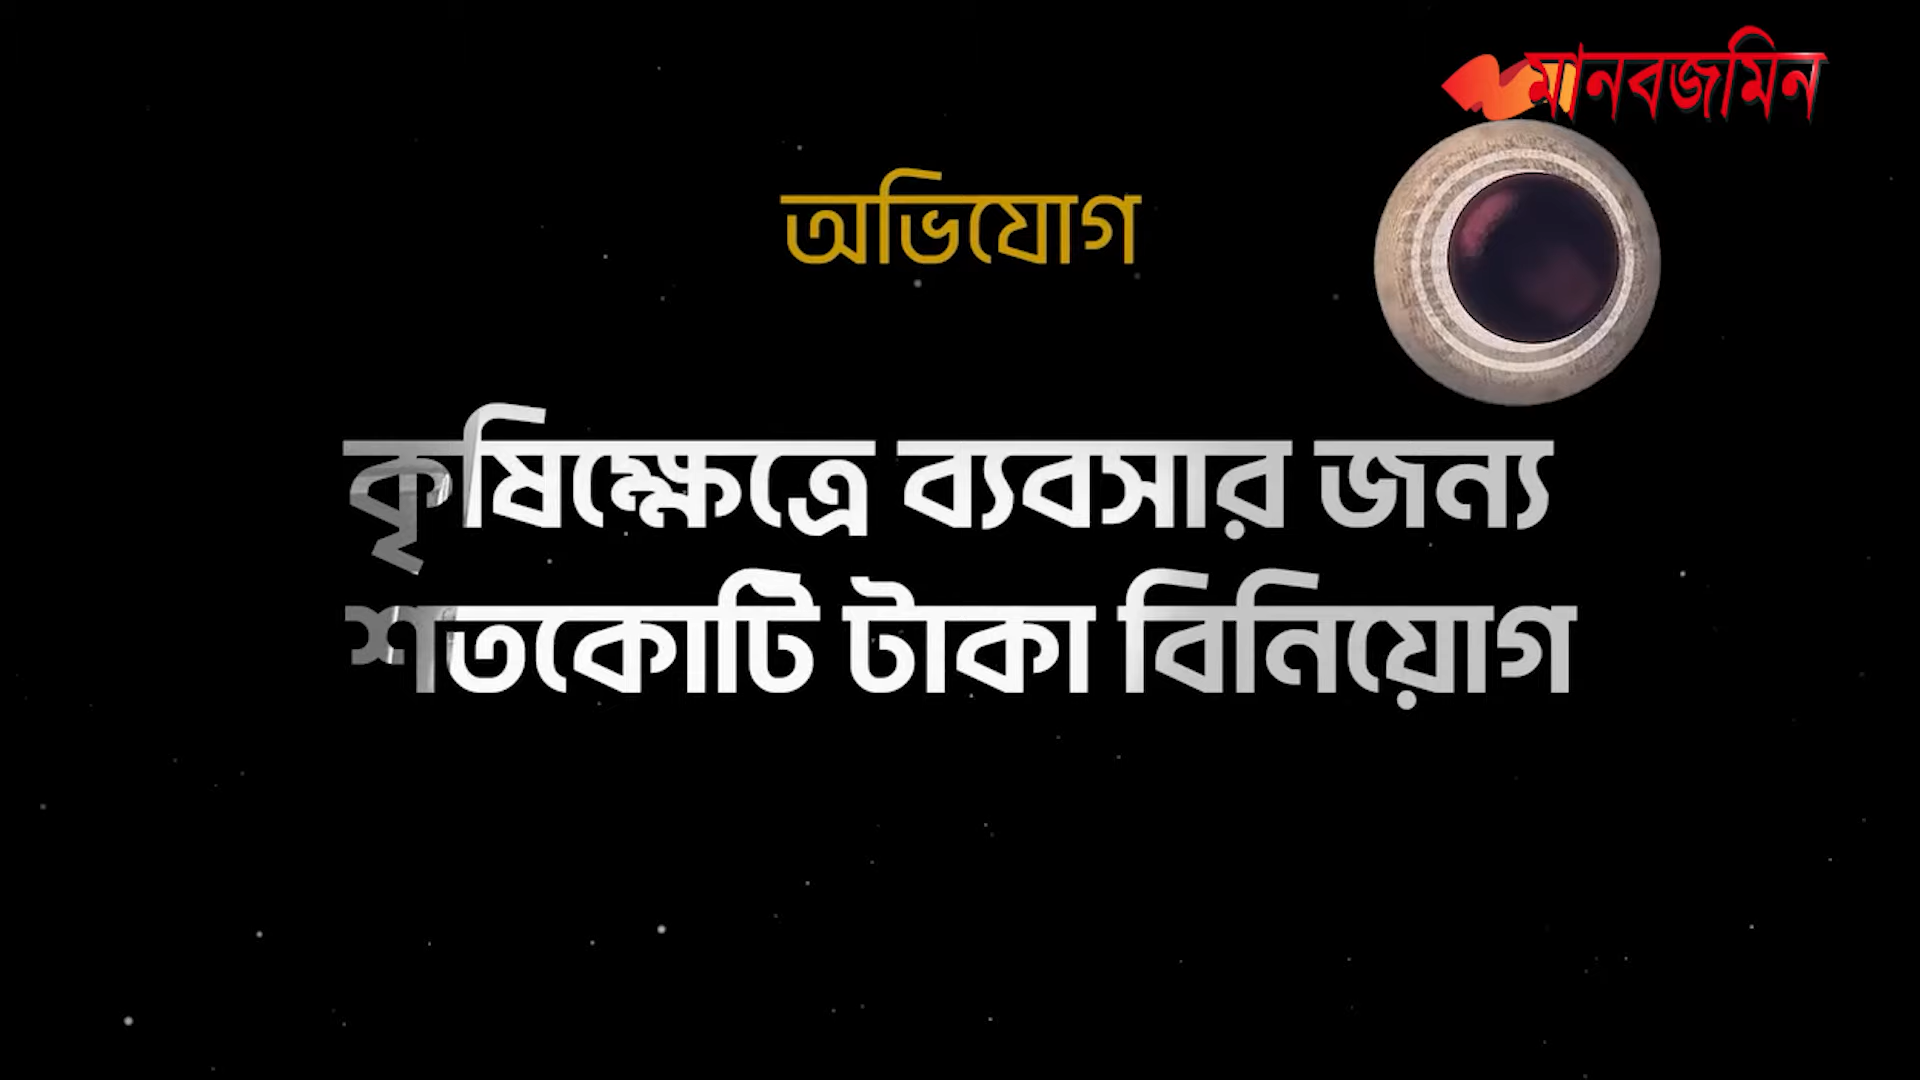 মানবজমিন
অভিযোগ
কৃষিক্ষেত্রে ব্যবসার জন্য
শতকোটি টাকা বিনিয়োগ